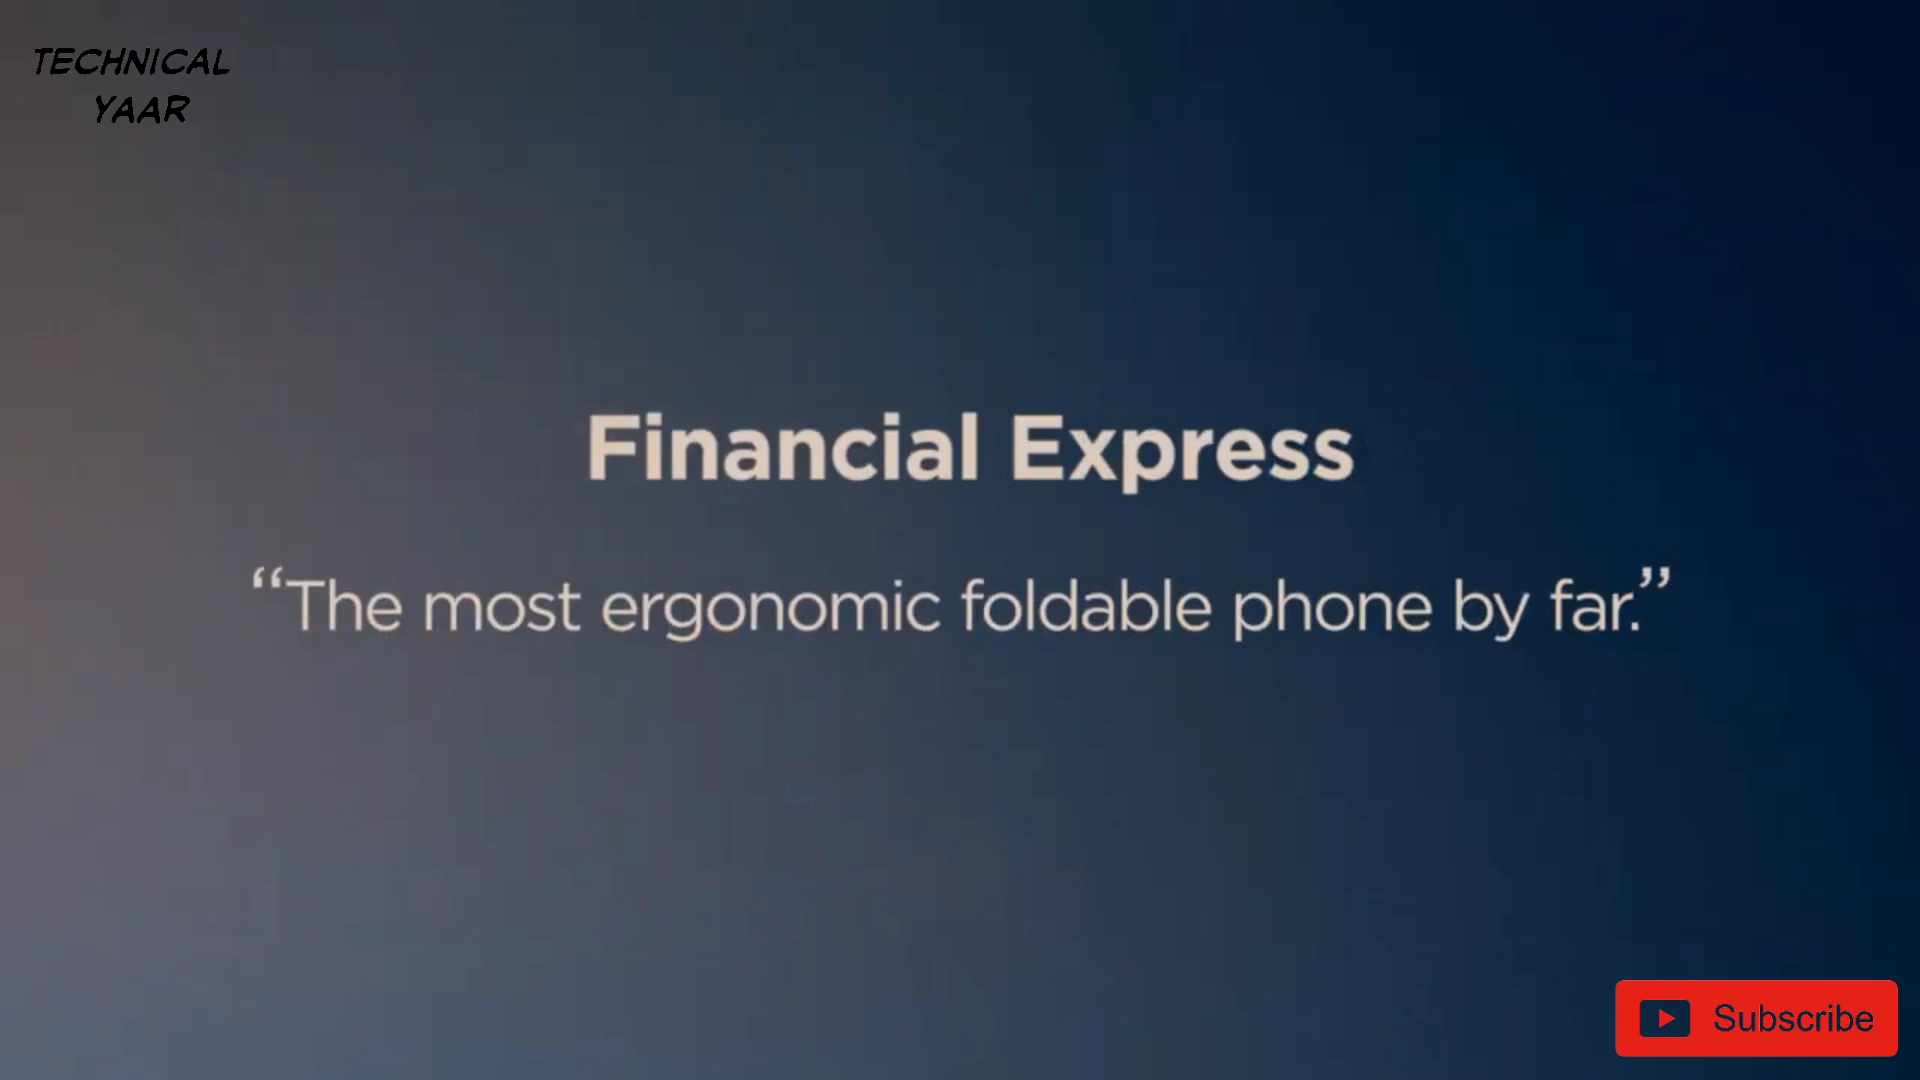 TECHNICAL
YAAR
Financial Express
“The most ergonomic foldable phone by far.”
Subscribe